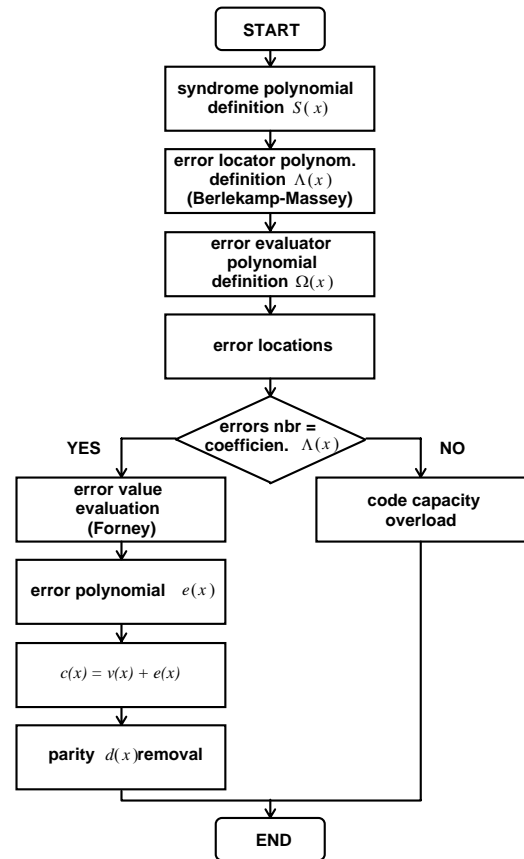 START
syndrome polynomial
definition S(x)
error locator polynom.
definition Λ(x)
(Berlekamp-Massey)
error evaluator
polynomial
definition Ω(x)
error locations
errors nbr =
coefficien. Λ(x)
YES
NO
error value
evaluation
(Forney)
code capacity
overload
error polynomial e(x)
c(x) = v(x) + e(x)
parity d(x) removal
END